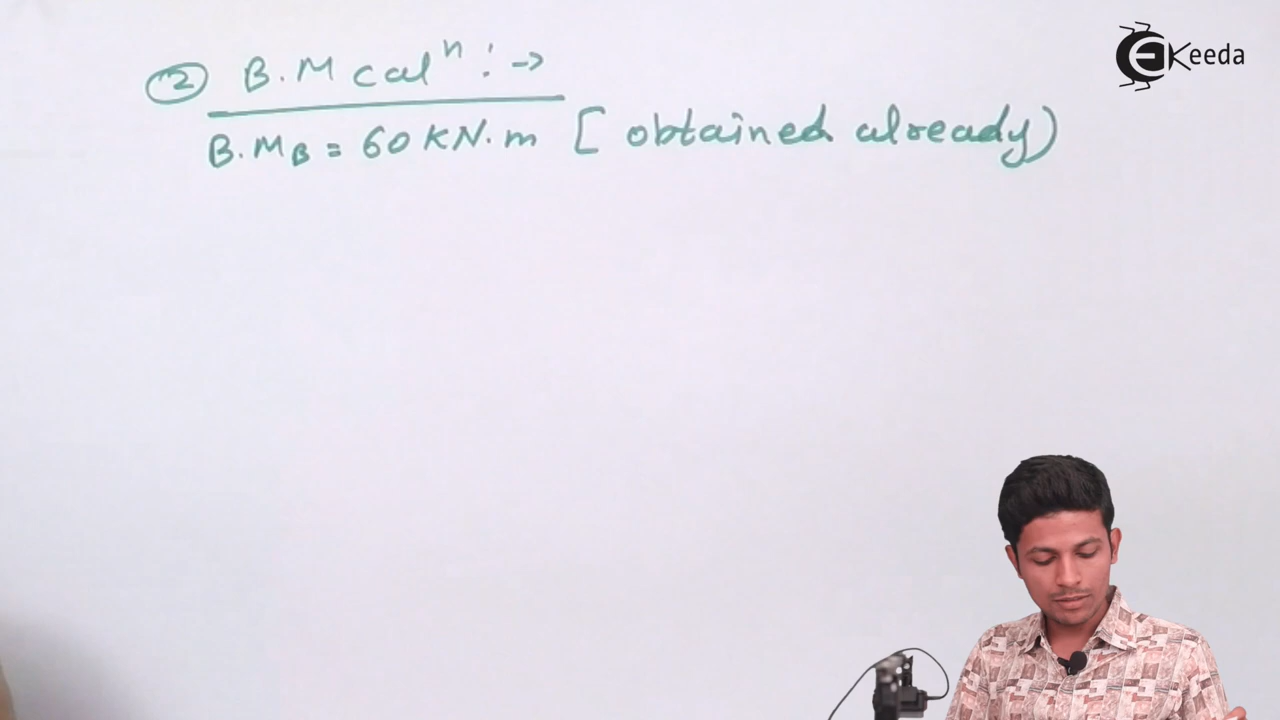 ② B.M calⁿ :→
B.M_B = 60 KN.m [obtained already)
EKeeda